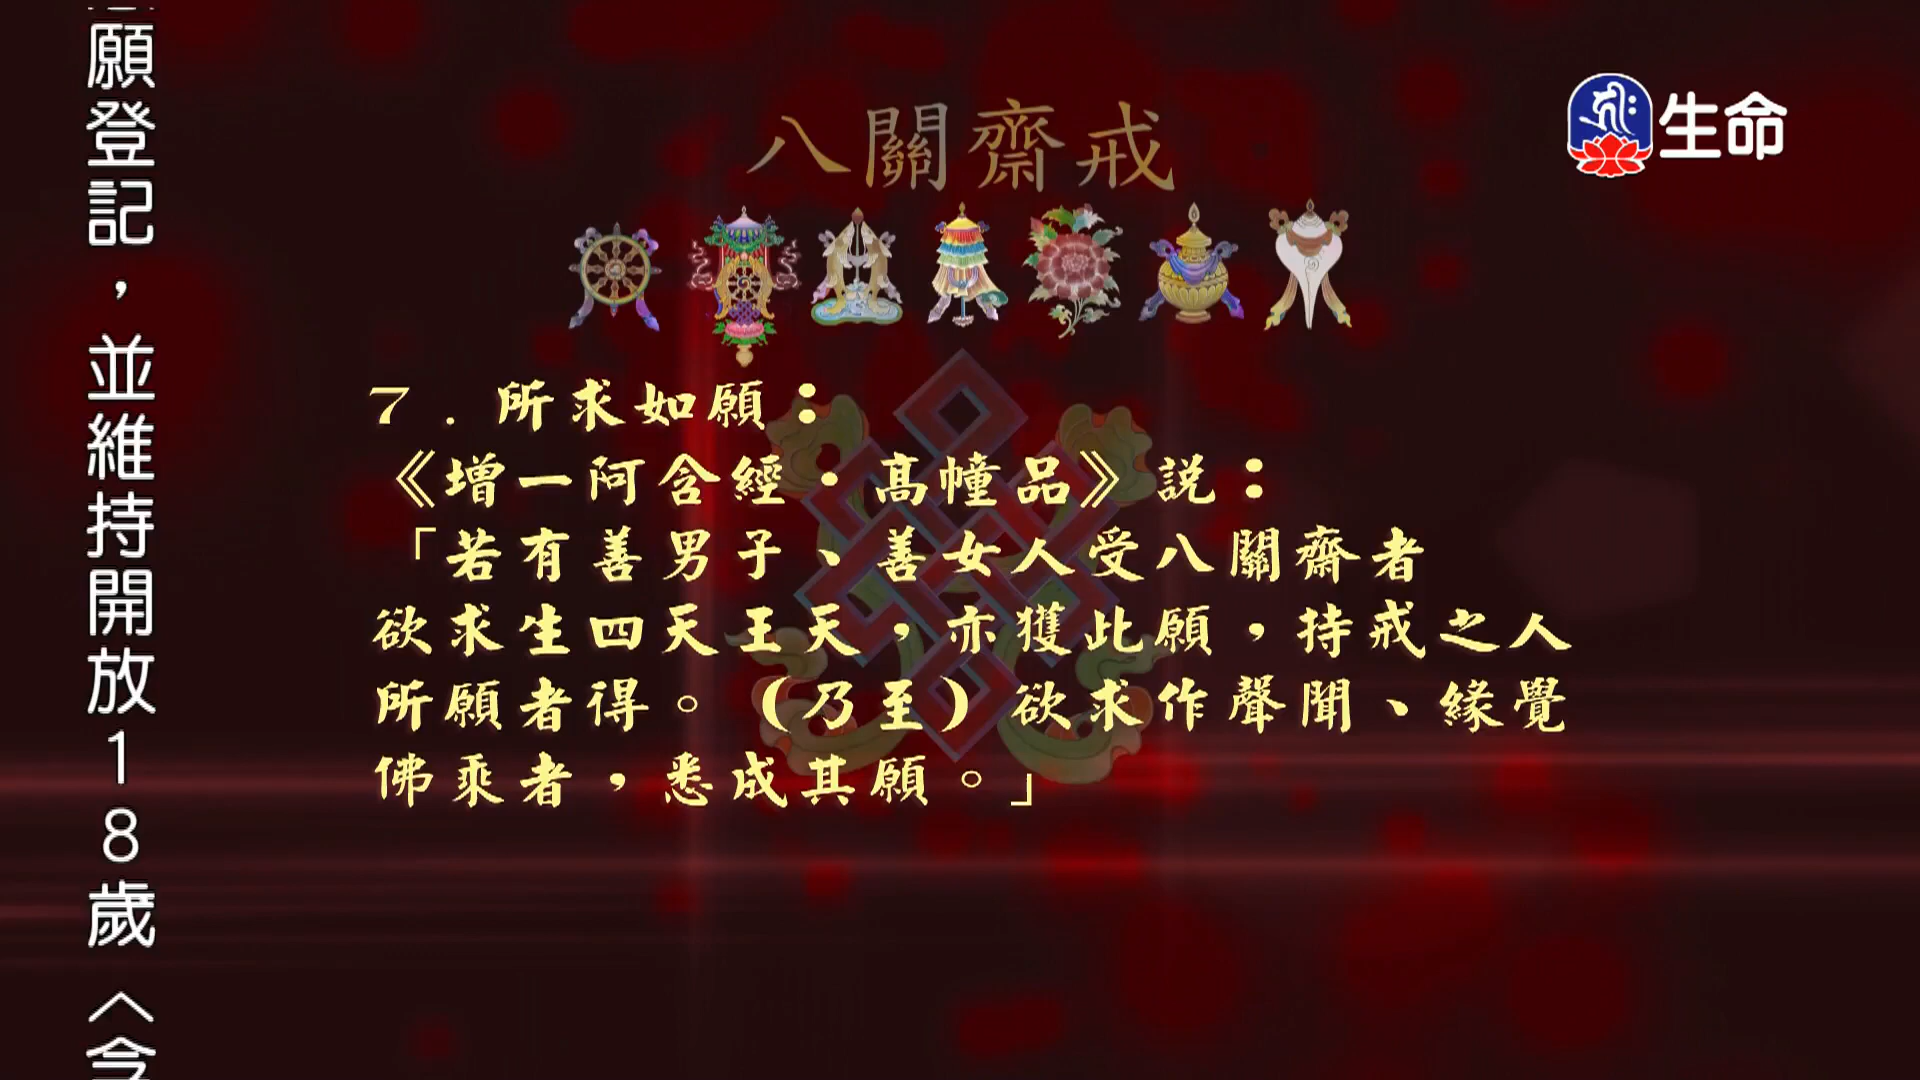 願登記，並維持開放18歲〈含
八關齋戒
生命
7．所求如願：
《增一阿含經・高幢品》説：
「若有善男子、善女人受八關齋者
欲求生四天王天，亦獲此願，持戒之人
所願者得。（乃至）欲求作聲聞、緣覺
佛乘者，悉成其願。」